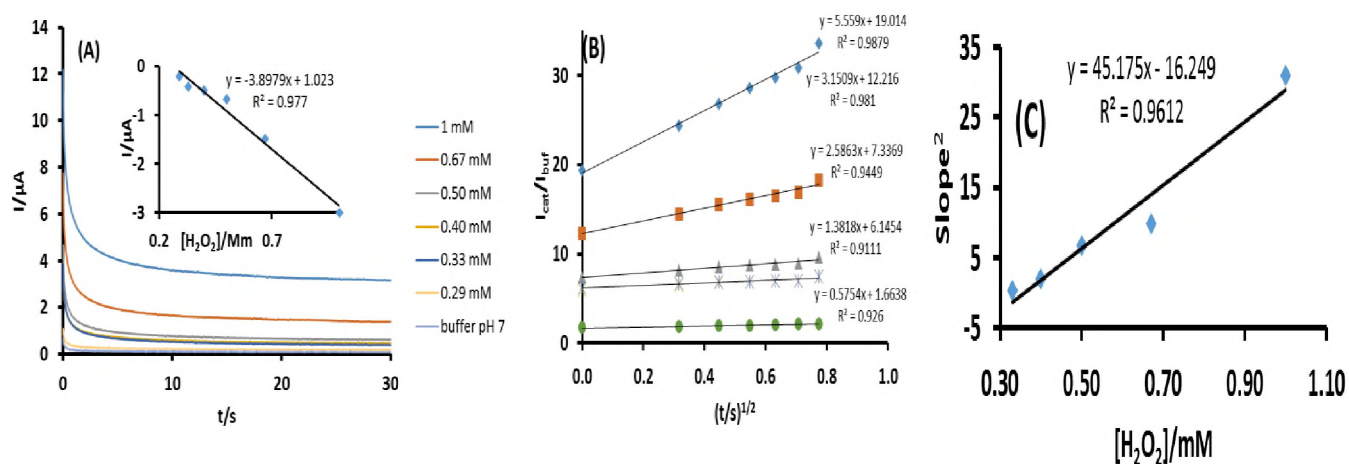 (A)
I/µA
14
12
10
8
6
4
2
0
0
10
20
30
t/s
0
-1
-2
-3
I/µA
0.2
[H₂O₂]/Mm
0.7
y = -3.8979x + 1.023
R² = 0.977
1 mM
0.67 mM
0.50 mM
0.40 mM
0.33 mM
0.29 mM
buffer pH 7
(B)
I_cat/I_buf
30
20
10
0
0.0
0.2
0.4
0.6
0.8
1.0
(t/s)^1/2
y = 5.559x + 19.014
R² = 0.9879
y = 3.1509x + 12.216
R² = 0.981
y = 2.5863x + 7.3369
R² = 0.9449
y = 1.3818x + 6.1454
R² = 0.9111
y = 0.5754x + 1.6638
R² = 0.926
(C)
Slope²
35
25
15
5
-5
0.30
0.50
0.70
0.90
1.10
[H₂O₂]/mM
y = 45.175x - 16.249
R² = 0.9612